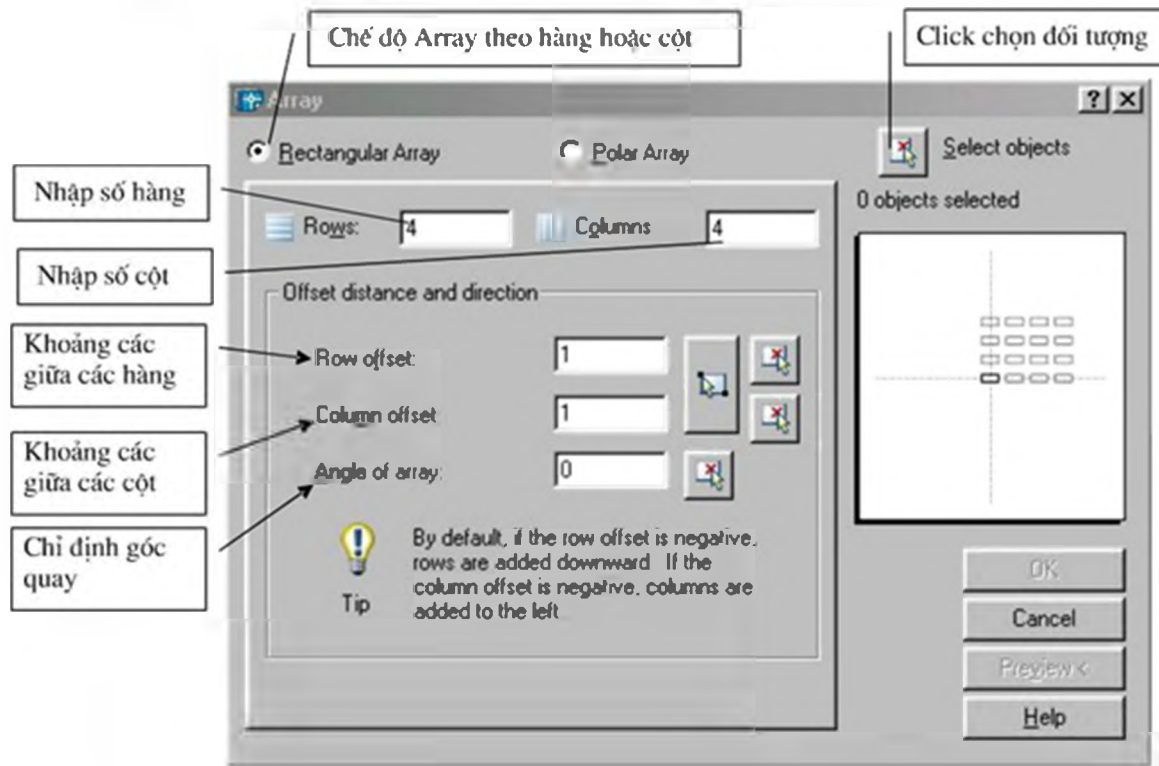 Chế độ Array theo hàng hoặc cột
Click chọn đối tượng
Array
Rectangular Array
Polar Array
Select objects
0 objects selected
Nhập số hàng
Rows:
4
Columns
4
Nhập số cột
Offset distance and direction
Khoảng các
giữa các hàng
Row offset:
1
Column offset
1
Khoảng các
giữa các cột
Angle of array:
0
Chỉ định góc
quay
By default, if the row offset is negative,
rows are added downward. If the
column offset is negative, columns are
added to the left.
Tip
OK
Cancel
Preview <
Help